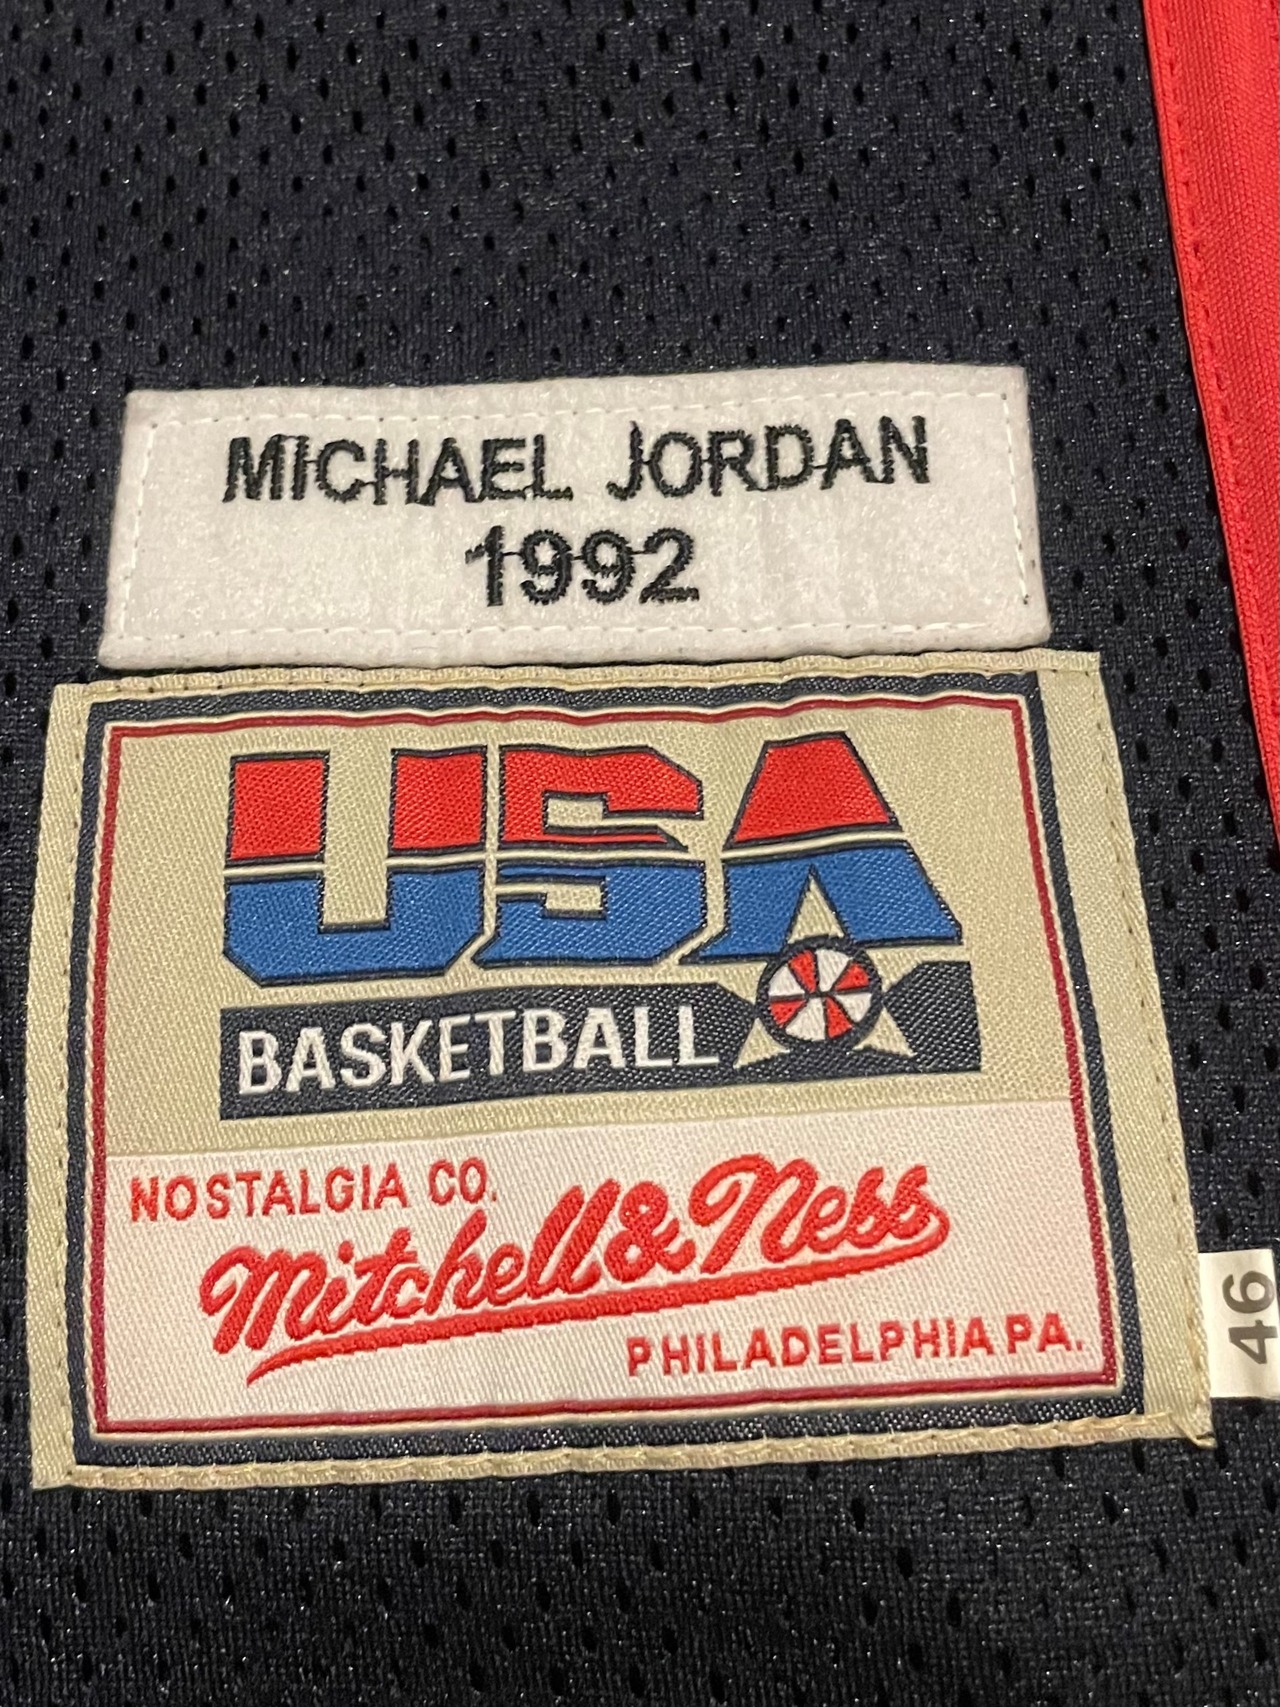 MICHAEL JORDAN
1992
USA
BASKETBALL
NOSTALGIA CO.
Mitchell & Ness
PHILADELPHIA PA.
46